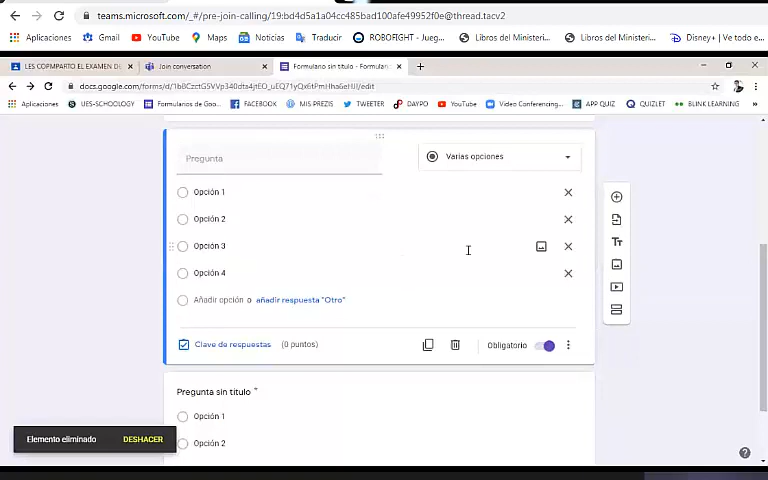 teams.microsoft.com/_#/pre-join-calling/19:bd4d5a1a04cc485bad100afe49952f0e@thread.tacv2
Aplicaciones Gmail YouTube Maps Noticias Traducir ROBOFIGHT - Jueg... Libros del Ministeri... Libros del Ministeri... Disney+ | Ve todo e...
LES COPMPARTO EL EXAMEN DE Join conversation Formulario sin título - Formular
Aplicaciones UES-SCHOOLOGY Formularios de Goo... FACEBOOK MIS PREZIS TWEETER DAYPO YouTube Video Conferencing... APP QUIZ QUIZLET BLINK LEARNING
Pregunta Varias opciones
Opción 1
Opción 2
Opción 3
Opción 4
Añadir opción o añadir respuesta "Otro"
Clave de respuestas (0 puntos) Obligatorio
Pregunta sin título *
Opción 1
Elemento eliminado DESHACER
Opción 2